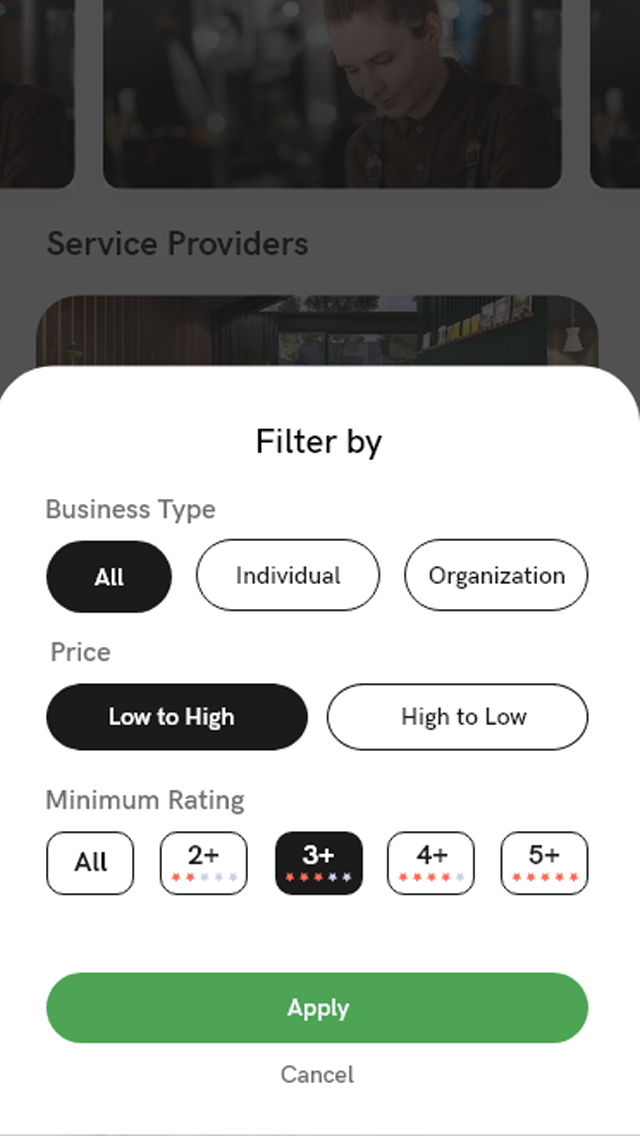 Service Providers
Filter by
Business Type
All Individual Organization
Price
Low to High High to Low
Minimum Rating
All 2+ 3+ 4+ 5+
Apply
Cancel